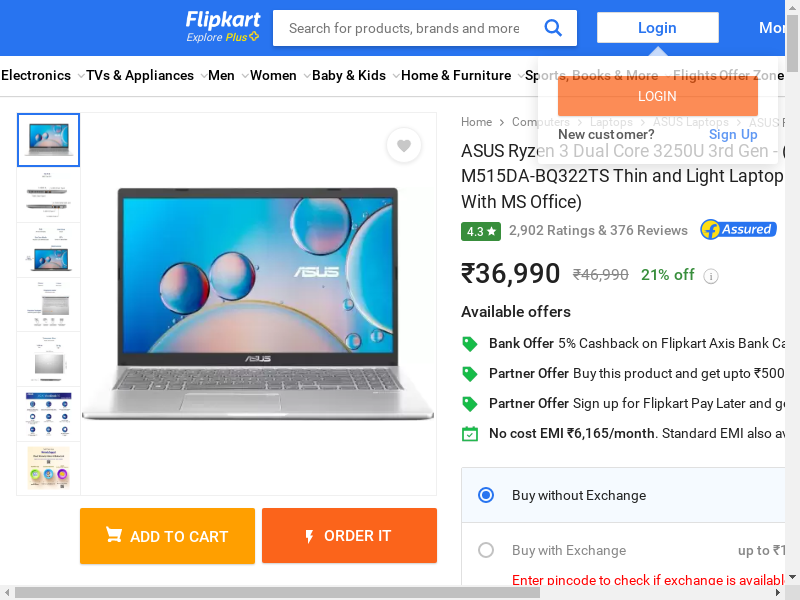 Flipkart
Explore Plus
Search for products, brands and more
Login
Electronics TVs & Appliances Men Women Baby & Kids Home & Furniture Sports, Books & More Flights Offer Zone
LOGIN
New customer? Sign Up
Home Computers Laptops ASUS Laptops ASUS
ASUS Ryzen 3 Dual Core 3250U 3rd Gen - (
M515DA-BQ322TS Thin and Light Laptop
With MS Office)
4.3 ★ 2,902 Ratings & 376 Reviews Assured
₹36,990 ₹46,990 21% off
Available offers
Bank Offer 5% Cashback on Flipkart Axis Bank
Partner Offer Buy this product and get upto ₹500
Partner Offer Sign up for Flipkart Pay Later and
No cost EMI ₹6,165/month. Standard EMI also
Buy without Exchange
Buy with Exchange up to
Enter pincode to check if exchange is available
ASUS
ASUS
ADD TO CART
ORDER IT